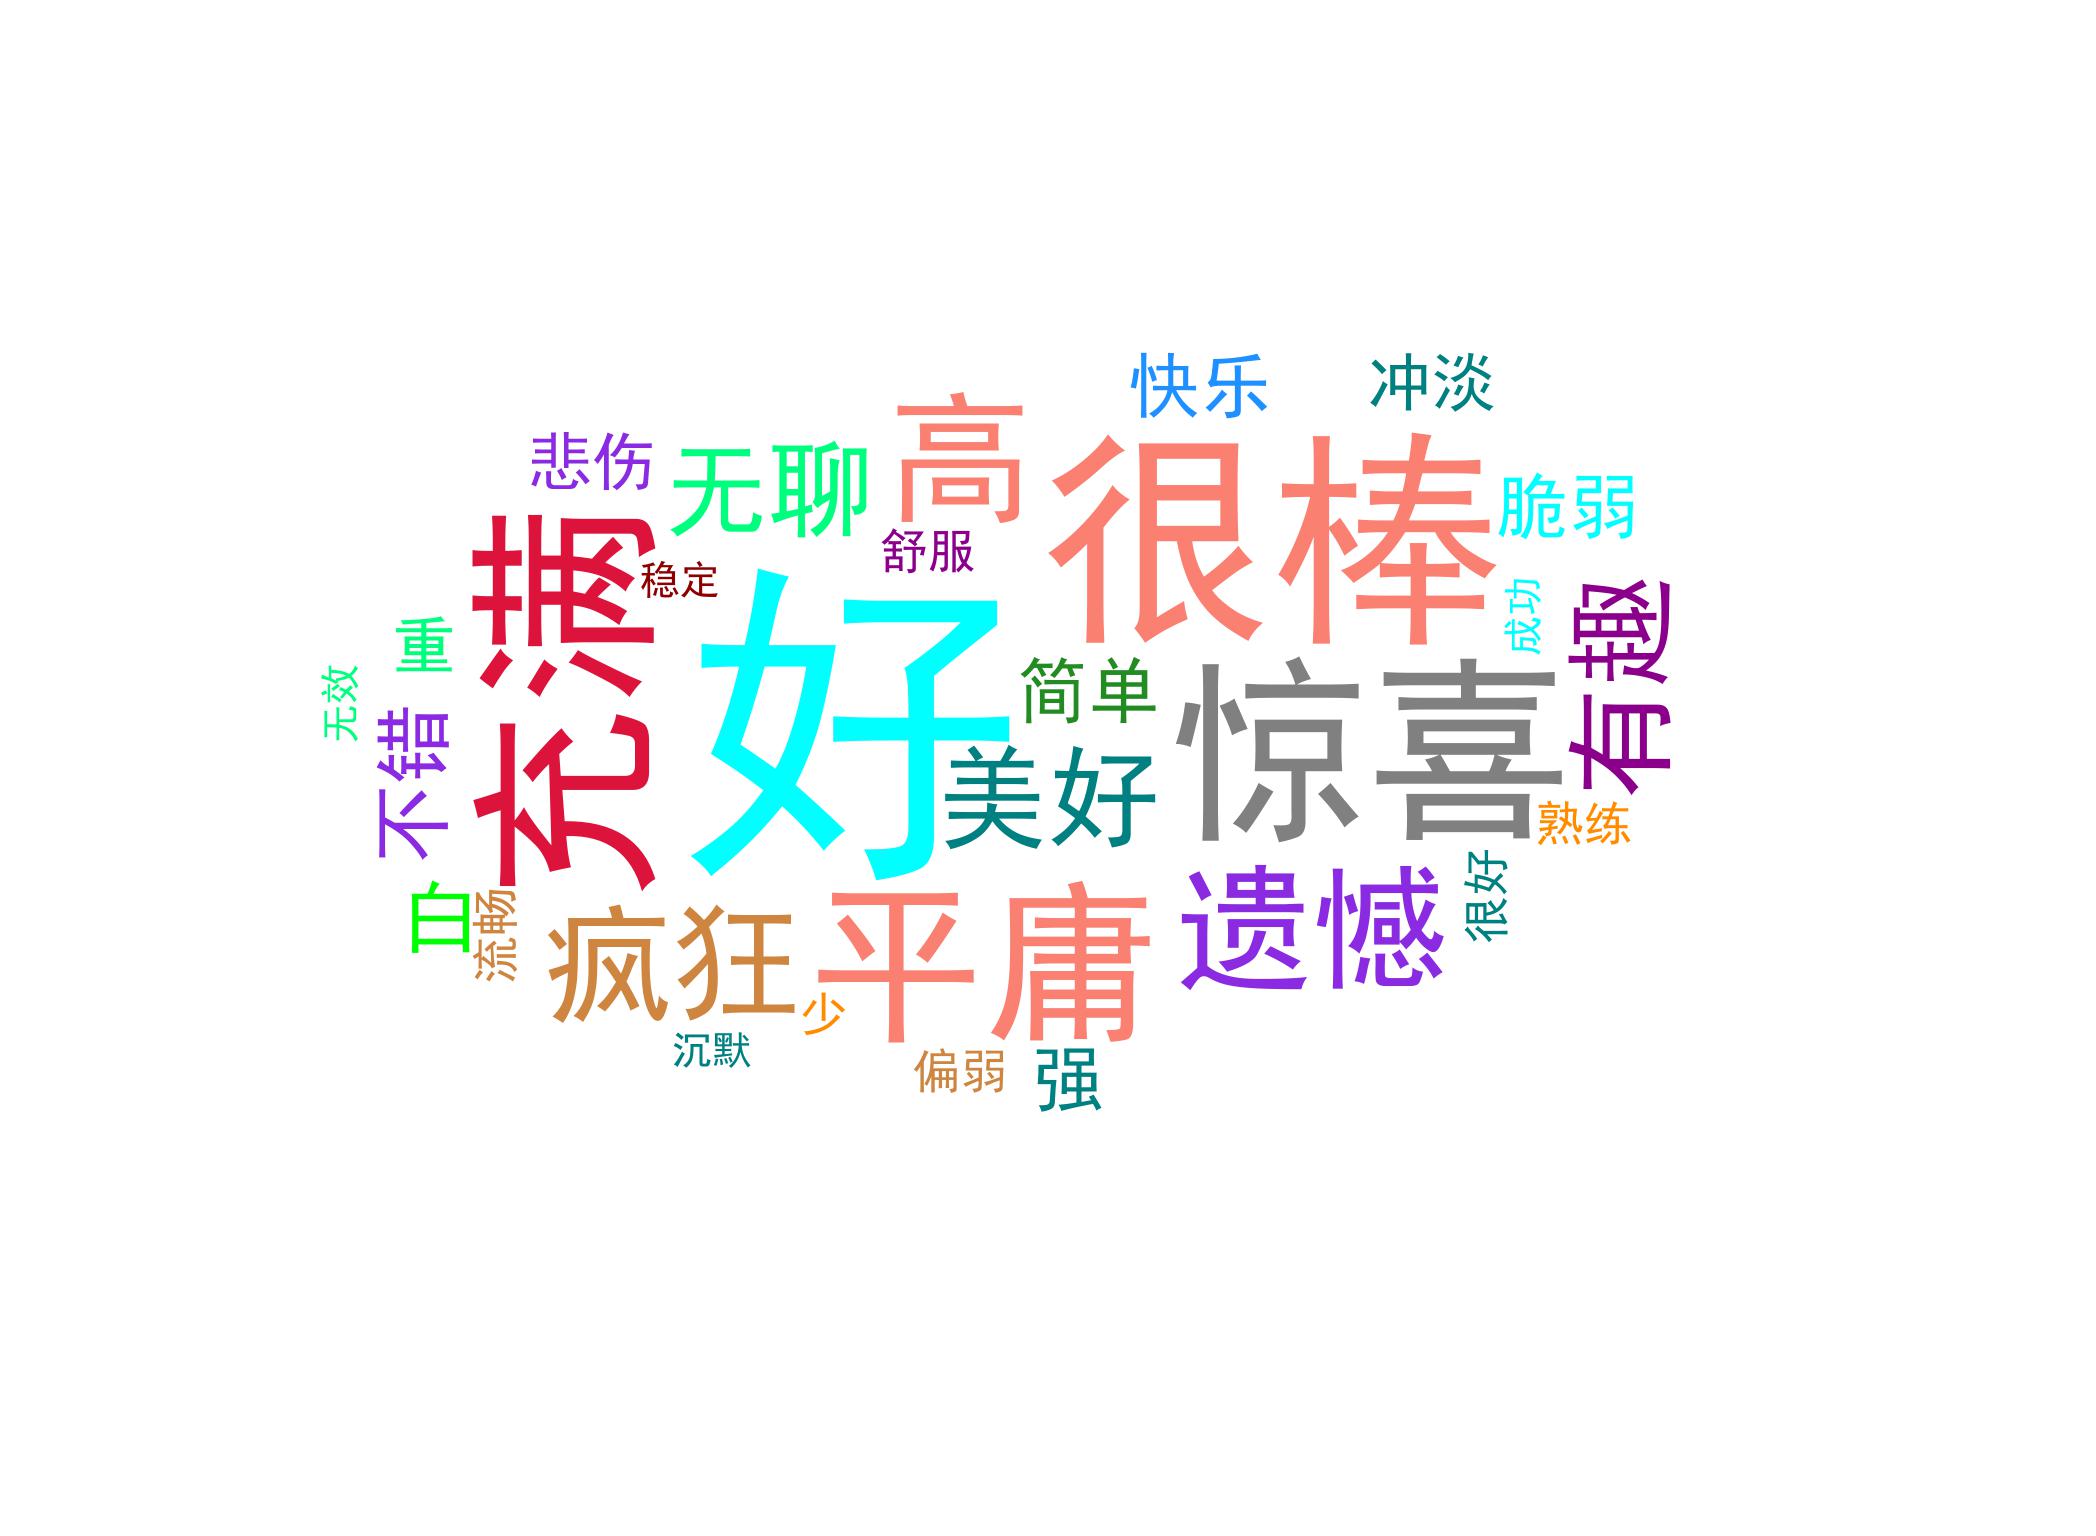 快乐
冲淡
高
悲伤
无聊
很棒
脆弱
舒服
充满
稳定
好
成功
有趣
重
无效
简单
惊喜
不错
美好
熟练
遗憾
很好
白
流畅
疯狂
平庸
少
沉默
偏弱
强